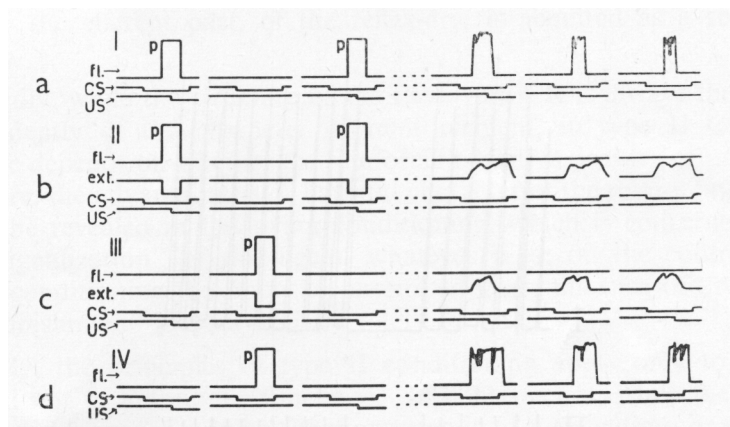 I
P P
fl.→
a CS→
US↗
II
P P
fl.→
b ext.
CS→
US↗
III
P
fl.→
c ext.
CS→
US↗
IV
P
fl.→
d CS→
US↗